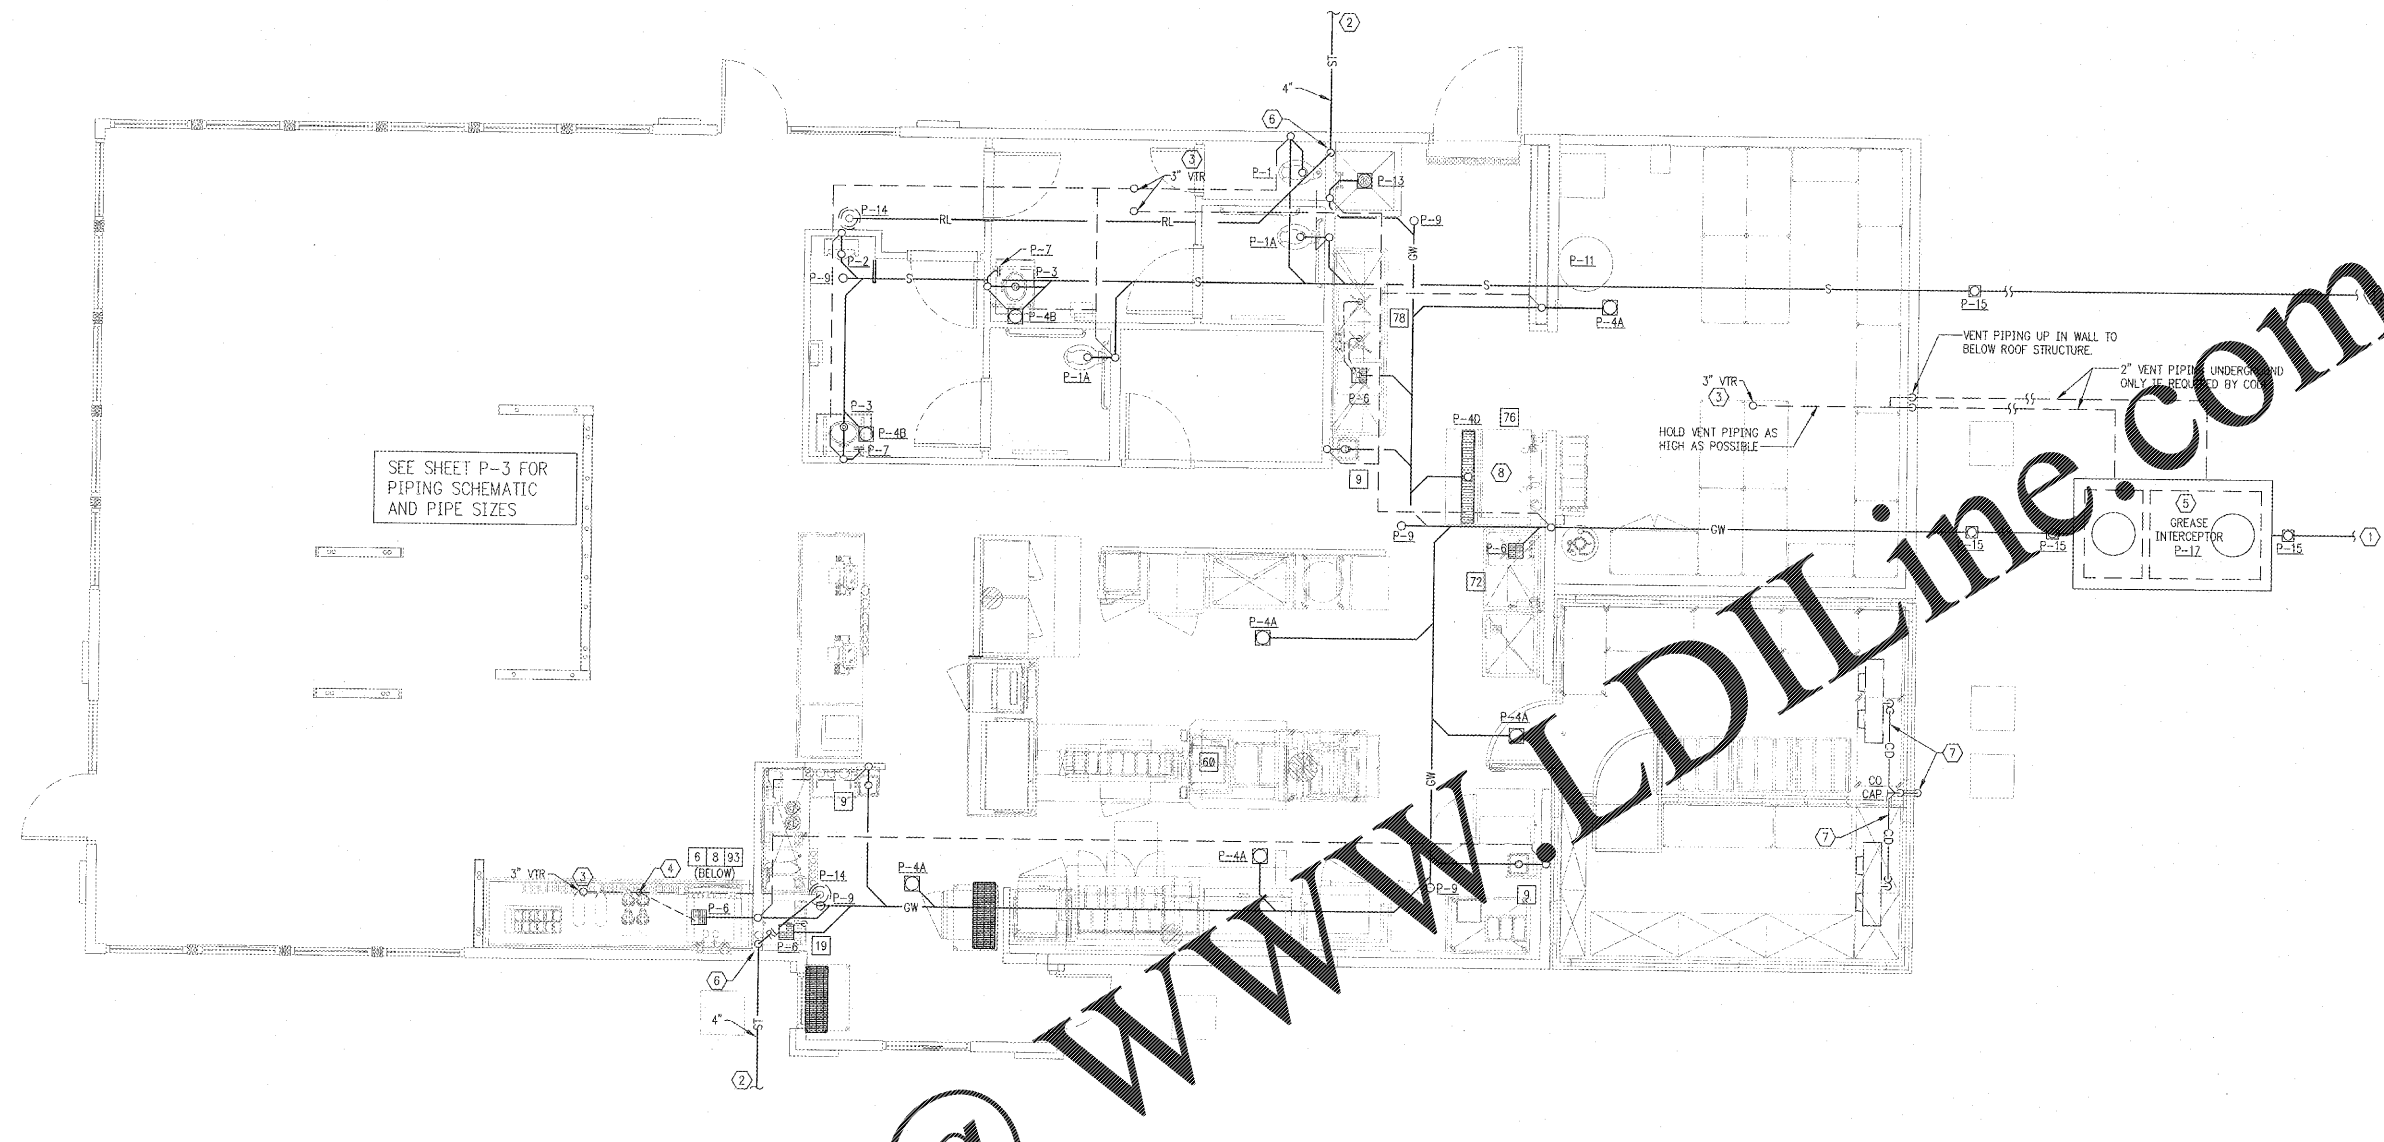 2
ST
4"
6
3
3" VTR
P-1
P-13
P-14
RL
RL
P-9
P-1A
GW
P-7
P-2
P-3
P-11
P-9
S
S
S
S
P-15
P-4B
78
P-4A
VENT PIPING UP IN WALL TO
BELOW ROOF STRUCTURE.
P-1A
3" VTR
3
2" VENT PIPING UNDERGROUND
ONLY IF REQUIRED BY CODE
P-6
P-3
P-4B
P-7
P-4D
76
HOLD VENT PIPING AS
HIGH AS POSSIBLE
SEE SHEET P-3 FOR
PIPING SCHEMATIC
AND PIPE SIZES
9
8
5
GREASE
INTERCEPTOR
P-17
P-9
GW
P-15
P-15
P-15
1
P-6
72
P-4A
P-4A
60
GW
CD
7
CO
CAP
9
7
CD
6 8 93
(BELOW)
3" VTR
3
4
P-4A
P-4A
P-14
P-9
P-9
P-6
GW
9
P-6
19
6
4"
ST
2
www.LDILine.com